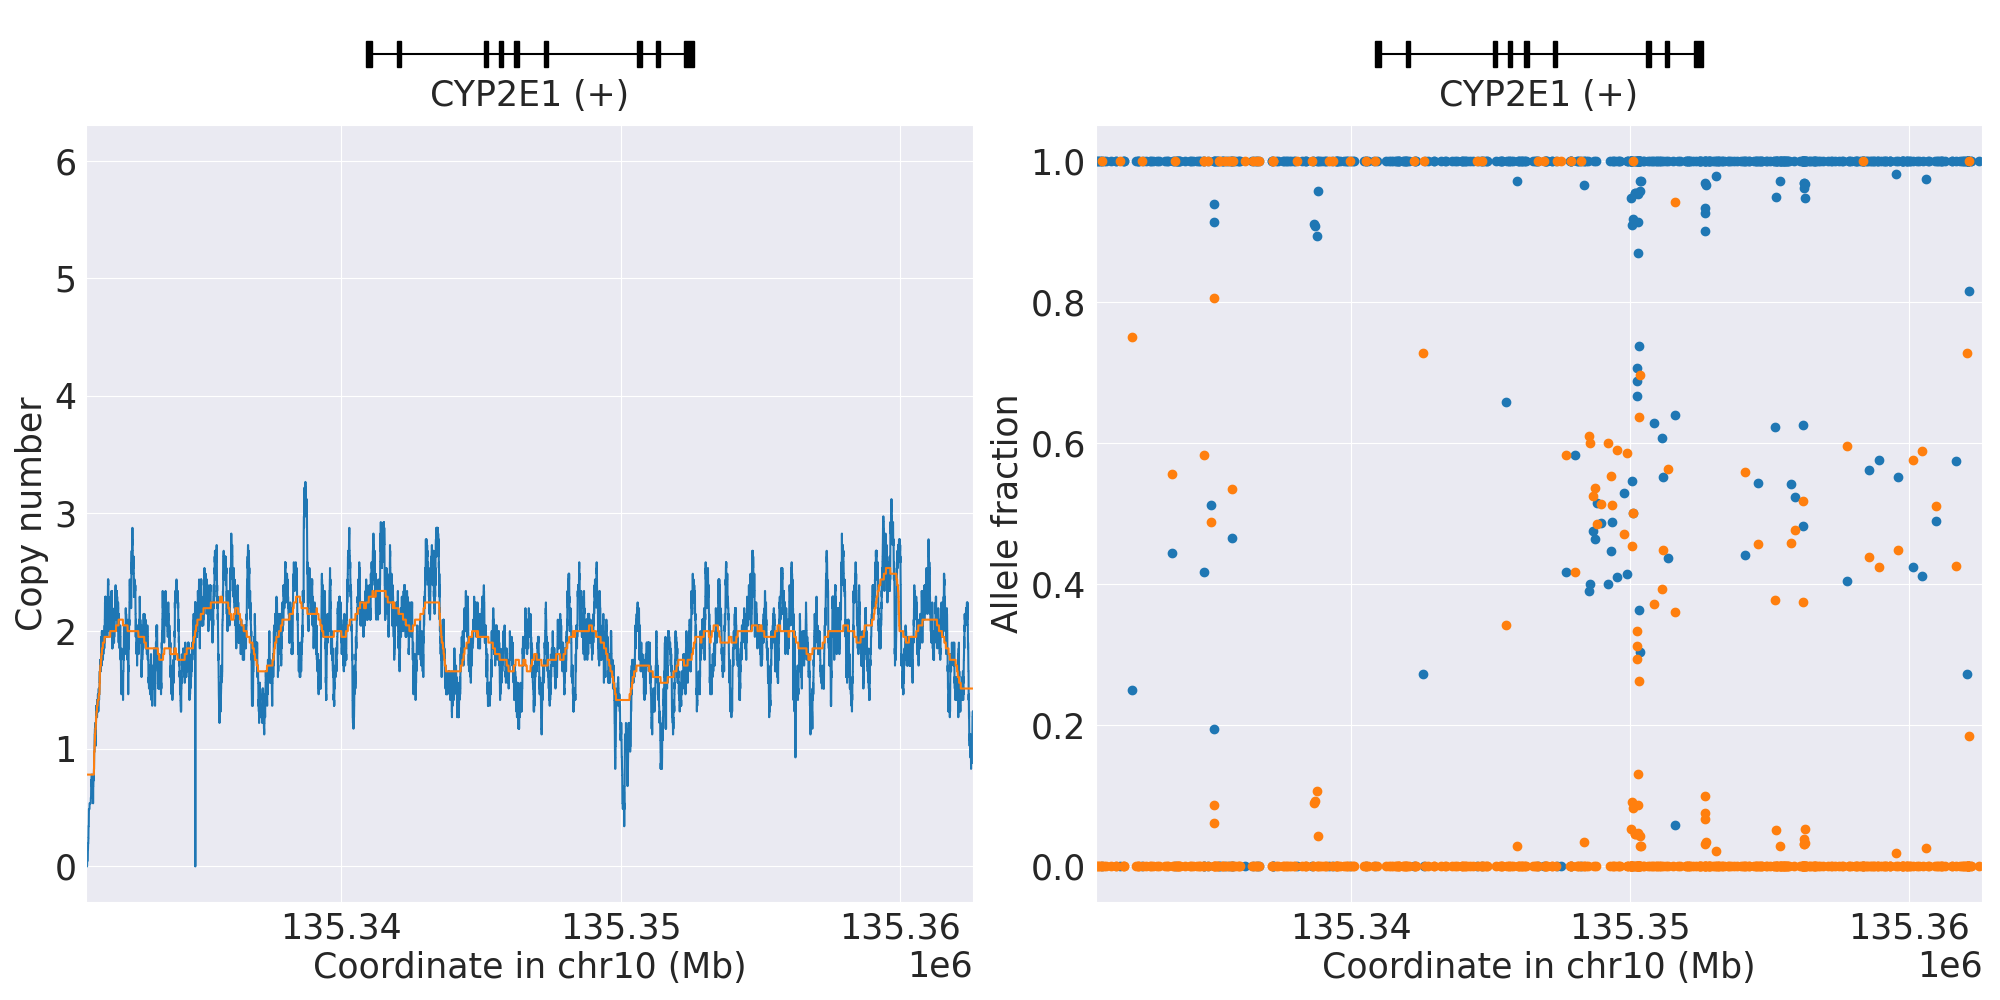 CYP2E1 (+)
Copy number
6
5
4
3
2
1
0
135.34
135.35
135.36
Coordinate in chr10 (Mb)
1e6
CYP2E1 (+)
Allele fraction
1.0
0.8
0.6
0.4
0.2
0.0
135.34
135.35
135.36
Coordinate in chr10 (Mb)
1e6